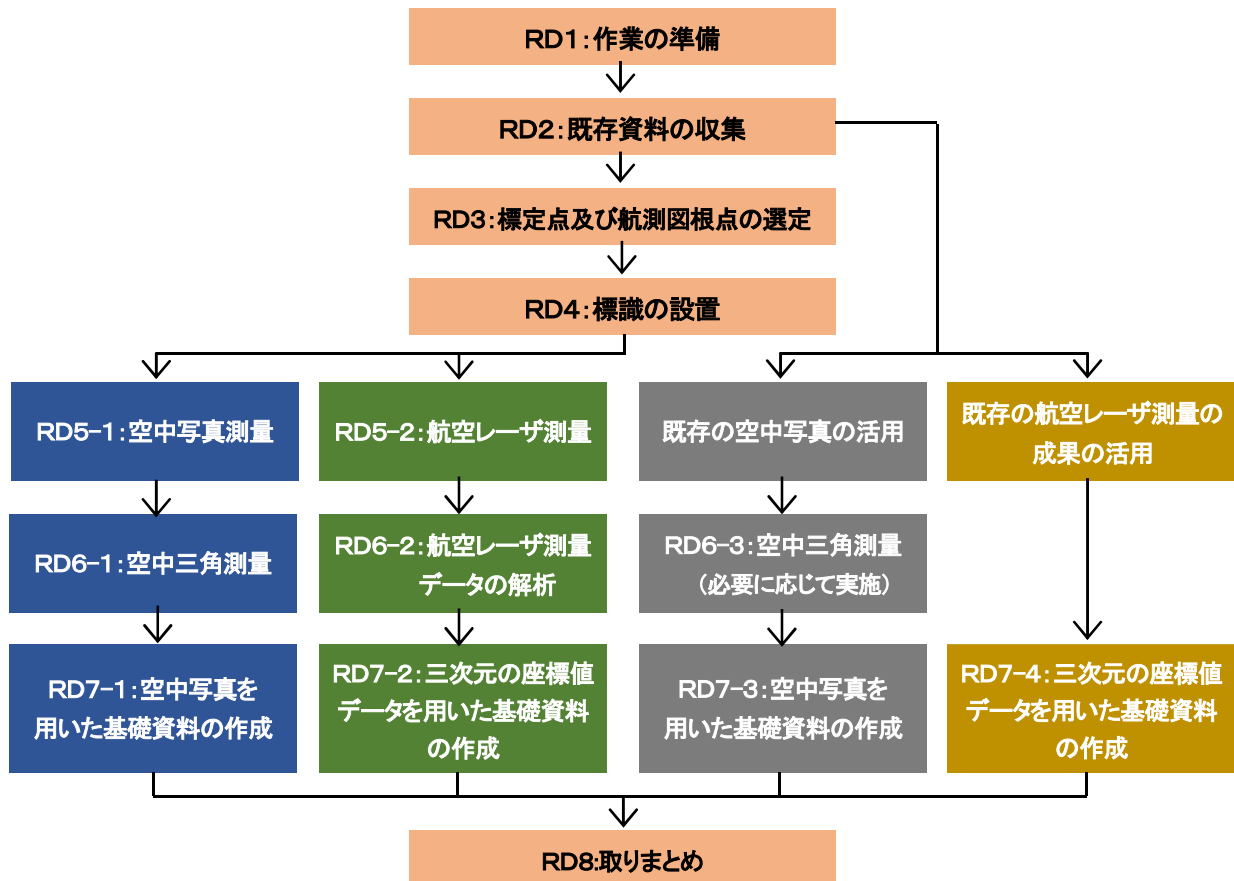 RD1:作業の準備
RD2:既存資料の収集
RD3:標定点及び航測図根点の選定
RD4:標識の設置
RD5-1:空中写真測量
RD5-2:航空レーザ測量
既存の空中写真の活用
既存の航空レーザ測量の
成果の活用
RD6-1:空中三角測量
RD6-2:航空レーザ測量
データの解析
RD6-3:空中三角測量
(必要に応じて実施)
RD7-1:空中写真を
用いた基礎資料の作成
RD7-2:三次元の座標値
データを用いた基礎資料
の作成
RD7-3:空中写真を
用いた基礎資料の作成
RD7-4:三次元の座標値
データを用いた基礎資料
の作成
RD8:取りまとめ